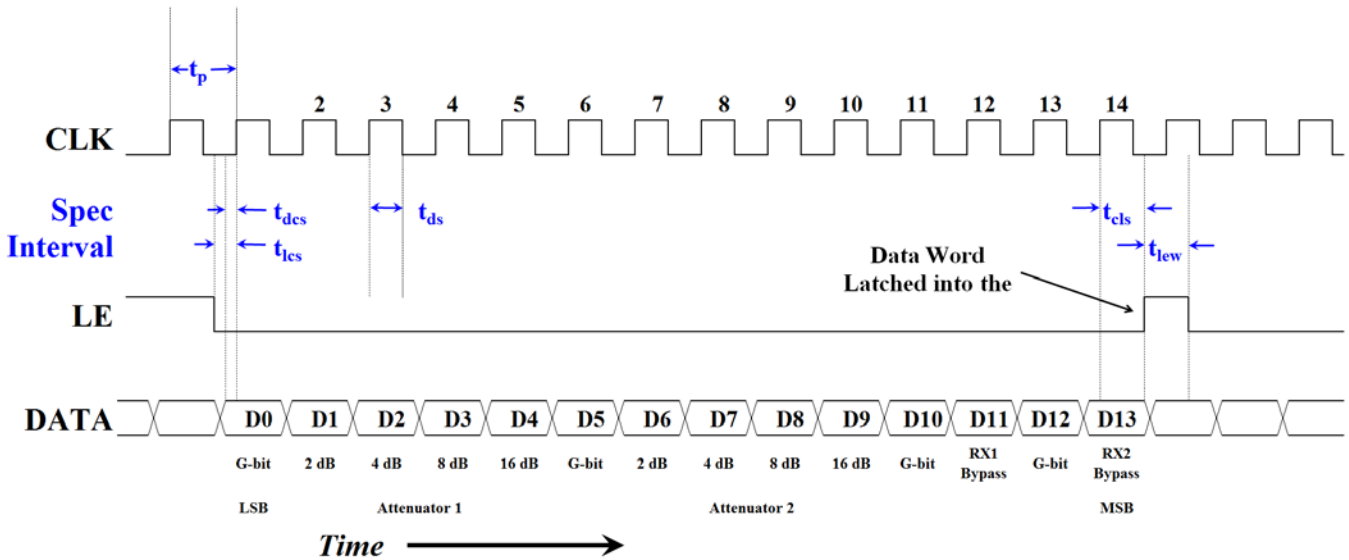 tp
2 3 4 5 6 7 8 9 10 11 12 13 14
CLK
Spec
Interval
tdcs tds tcls
tlcs tlew
Data Word
Latched into the
LE
DATA D0 D1 D2 D3 D4 D5 D6 D7 D8 D9 D10 D11 D12 D13
G-bit 2 dB 4 dB 8 dB 16 dB G-bit 2 dB 4 dB 8 dB 16 dB G-bit RX1 Bypass G-bit RX2 Bypass
LSB Attenuator 1 Attenuator 2 MSB
Time